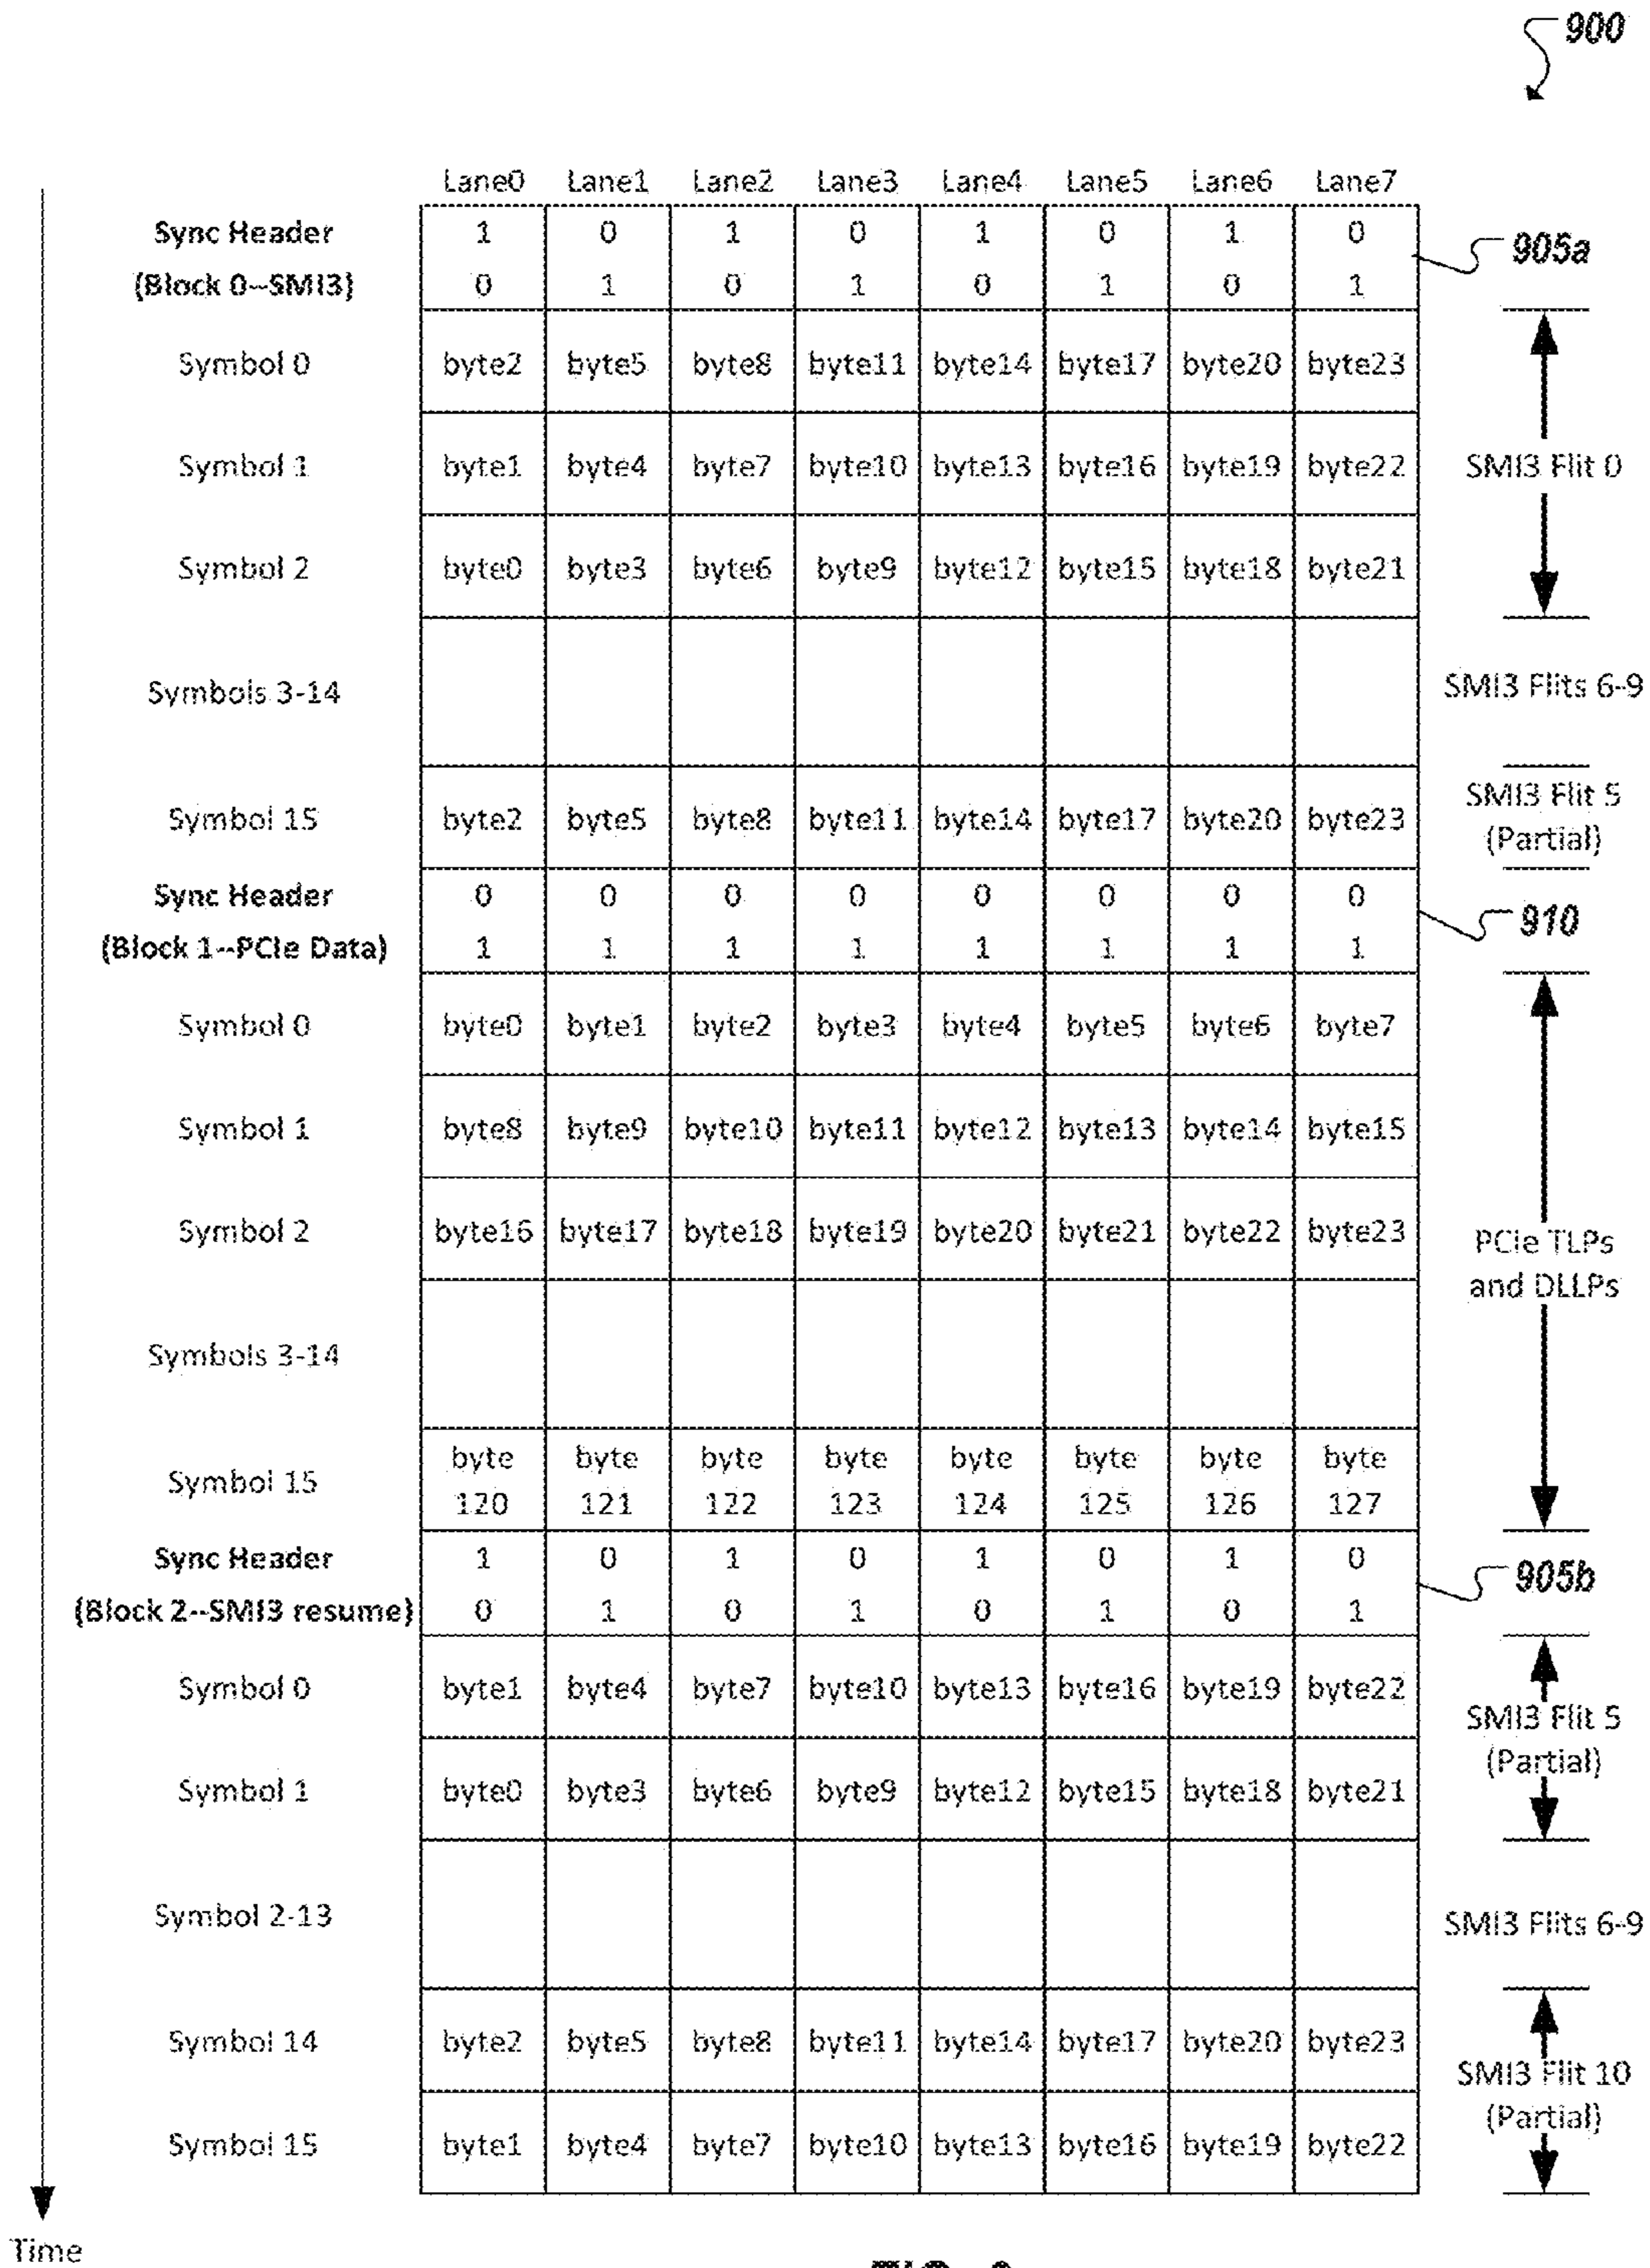 900
Lane0 Lane1 Lane2 Lane3 Lane4 Lane5 Lane6 Lane7
Sync Header 1 0 1 0 1 0 1 0 905a
(Block 0--SMI3) 0 1 0 1 0 1 0 1
Symbol 0 byte2 byte5 byte8 byte11 byte14 byte17 byte20 byte23
Symbol 1 byte1 byte4 byte7 byte10 byte13 byte16 byte19 byte22 SMI3 Flit 0
Symbol 2 byte0 byte3 byte6 byte9 byte12 byte15 byte18 byte21
Symbols 3-14 SMI3 Flits 6-9
Symbol 15 byte2 byte5 byte8 byte11 byte14 byte17 byte20 byte23 SMI3 Flit 5
(Partial)
Sync Header 0 0 0 0 0 0 0 0 910
(Block 1--PCIe Data) 1 1 1 1 1 1 1 1
Symbol 0 byte0 byte1 byte2 byte3 byte4 byte5 byte6 byte7
Symbol 1 byte8 byte9 byte10 byte11 byte12 byte13 byte14 byte15
Symbol 2 byte16 byte17 byte18 byte19 byte20 byte21 byte22 byte23 PCIe TLPs
and DLLPs
Symbols 3-14
byte byte byte byte byte byte byte byte
Symbol 15 120 121 122 123 124 125 126 127
Sync Header 1 0 1 0 1 0 1 0 905b
(Block 2--SMI3 resume) 0 1 0 1 0 1 0 1
Symbol 0 byte1 byte4 byte7 byte10 byte13 byte16 byte19 byte22 SMI3 Flit 5
(Partial)
Symbol 1 byte0 byte3 byte6 byte9 byte12 byte15 byte18 byte21
Symbol 2-13 SMI3 Flits 6-9
Symbol 14 byte2 byte5 byte8 byte11 byte14 byte17 byte20 byte23 SMI3 Flit 10
(Partial)
Symbol 15 byte1 byte4 byte7 byte10 byte13 byte16 byte19 byte22
Time